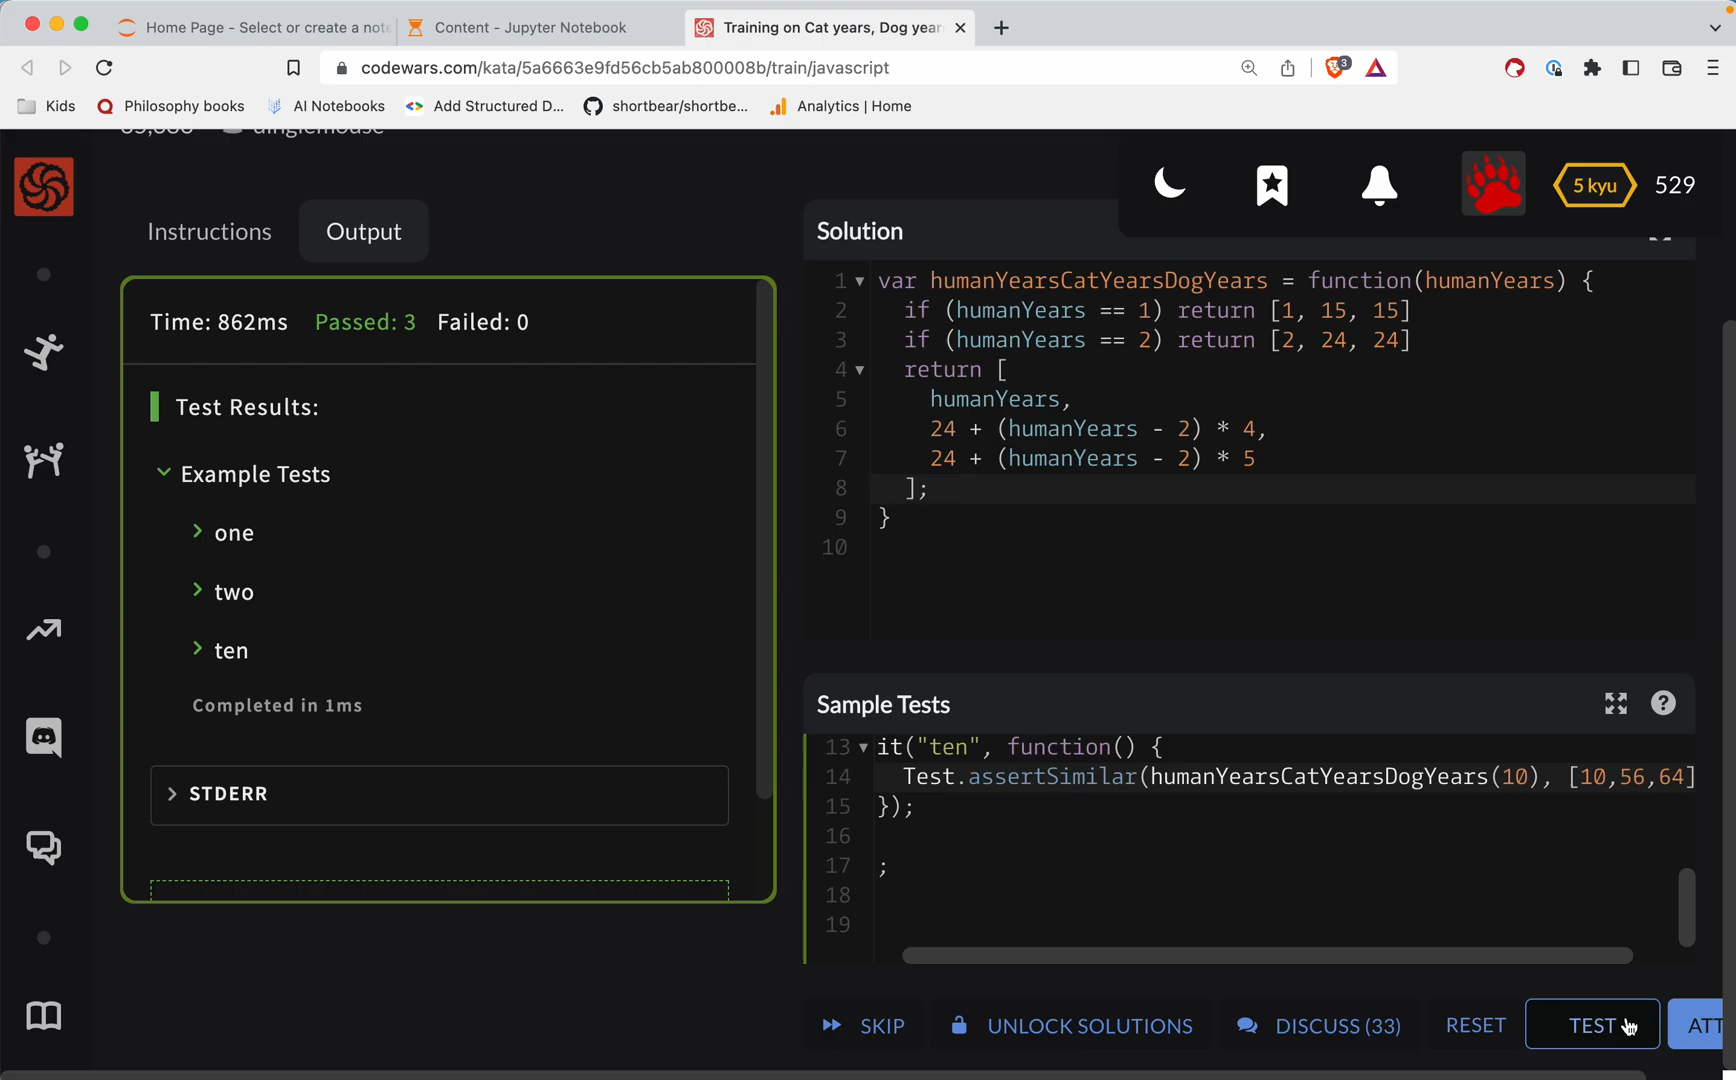 Home Page - Select or create a note
Content - Jupyter Notebook
Training on Cat years, Dog year
codewars.com/kata/5a6663e9fd56cb5ab800008b/train/javascript
3
Kids
Philosophy books
AI Notebooks
Add Structured D...
shortbear/shortbe...
Analytics | Home
dinglemouse
5 kyu
529
Instructions
Output
Time: 862ms Passed: 3 Failed: 0
Test Results:
Example Tests
one
two
ten
Completed in 1ms
STDERR
Solution
1 var humanYearsCatYearsDogYears = function(humanYears) {
2 if (humanYears == 1) return [1, 15, 15]
3 if (humanYears == 2) return [2, 24, 24]
4 return [
5 humanYears,
6 24 + (humanYears - 2) * 4,
7 24 + (humanYears - 2) * 5
8 ];
9 }
10
Sample Tests
?
13 it("ten", function() {
14 Test.assertSimilar(humanYearsCatYearsDogYears(10), [10,56,64]
15 });
16
17 ;
18
19
SKIP
UNLOCK SOLUTIONS
DISCUSS (33)
RESET
TEST
ATT